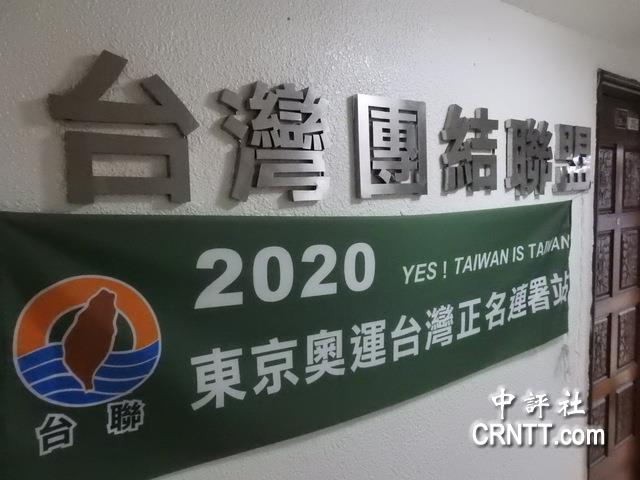 台灣團結聯盟
2020 YES! TAIWAN IS TAIWAN
東京奧運台灣正名連署站
台聯
中評社
CRNTT.com